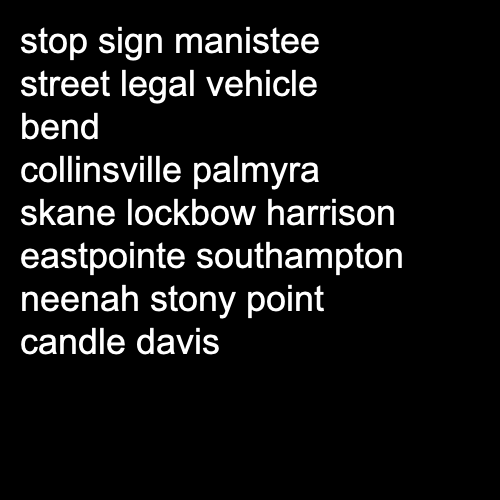 stop sign manistee
street legal vehicle
bend
collinsville palmyra
skane lockbow harrison
eastpointe southampton
neenah stony point
candle davis